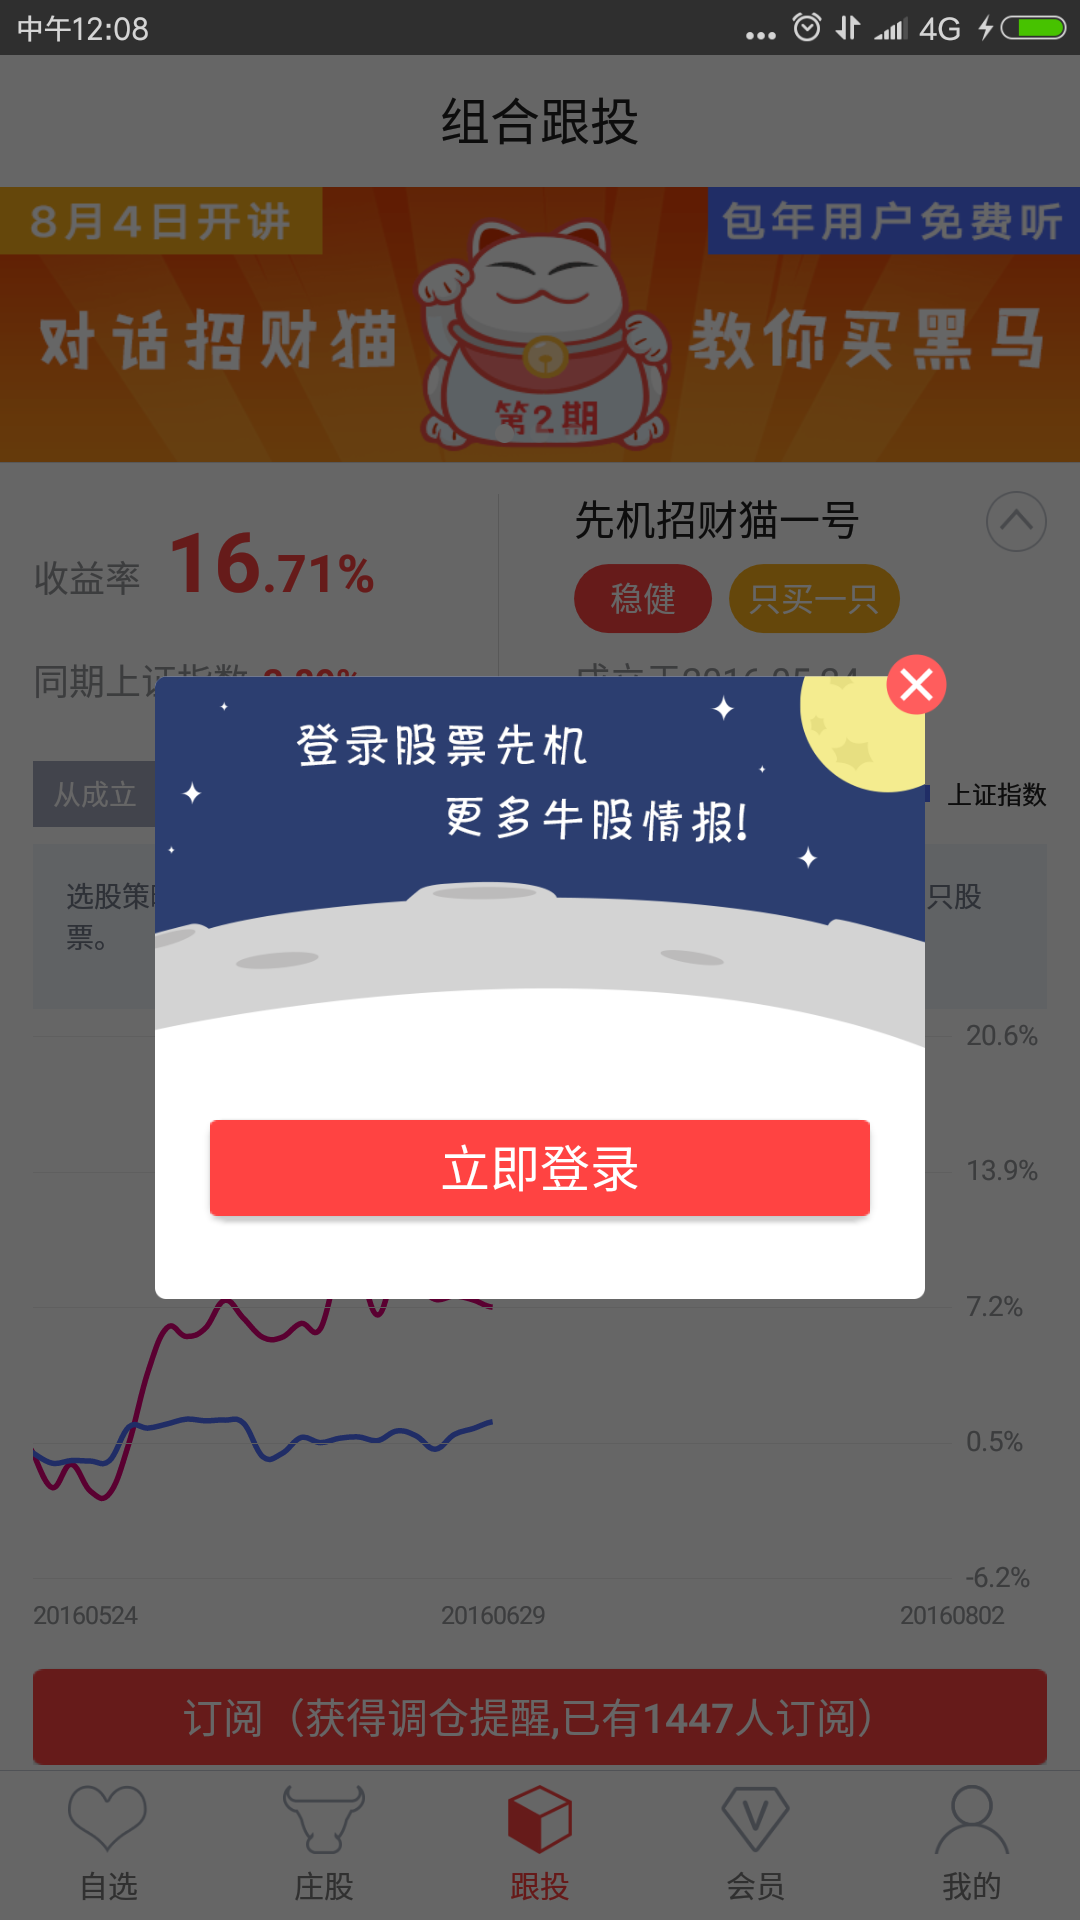 中午12:08
4G
组合跟投
8月4日开讲
包年用户免费听
对话招财猫
教你买黑马
第2期
收益率 16.71%
先机招财猫一号
稳健
只买一只
同期上证指数
成立于2016.05.24
登录股票先机
更多牛股情报!
从成立
上证指数
选股策
只股
票。
立即登录
20.6%
13.9%
7.2%
0.5%
-6.2%
20160524
20160629
20160802
订阅（获得调仓提醒,已有1447人订阅）
自选
庄股
跟投
V
会员
我的